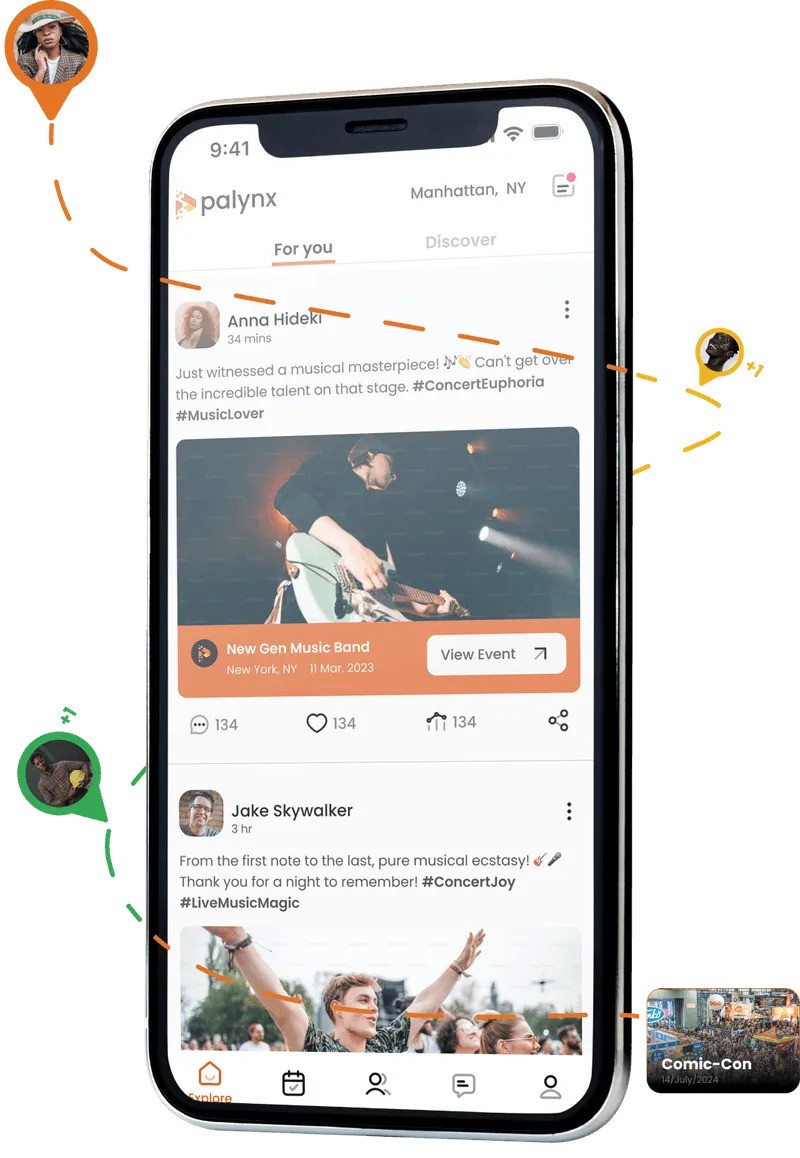 9:41
palynx
Manhattan, NY
For you
Discover
Anna Hideki
34 mins
Just witnessed a musical masterpiece! 🎶👏 Can't get over
the incredible talent on that stage. #ConcertEuphoria
#MusicLover
+1
New Gen Music Band
New York, NY 11 Mar. 2023
View Event
134
134
134
+1
Jake Skywalker
3 hr
From the first note to the last, pure musical ecstasy! 🎸🎤
Thank you for a night to remember! #ConcertJoy
#LiveMusicMagic
Comic-Con
14/July/2024
Explore